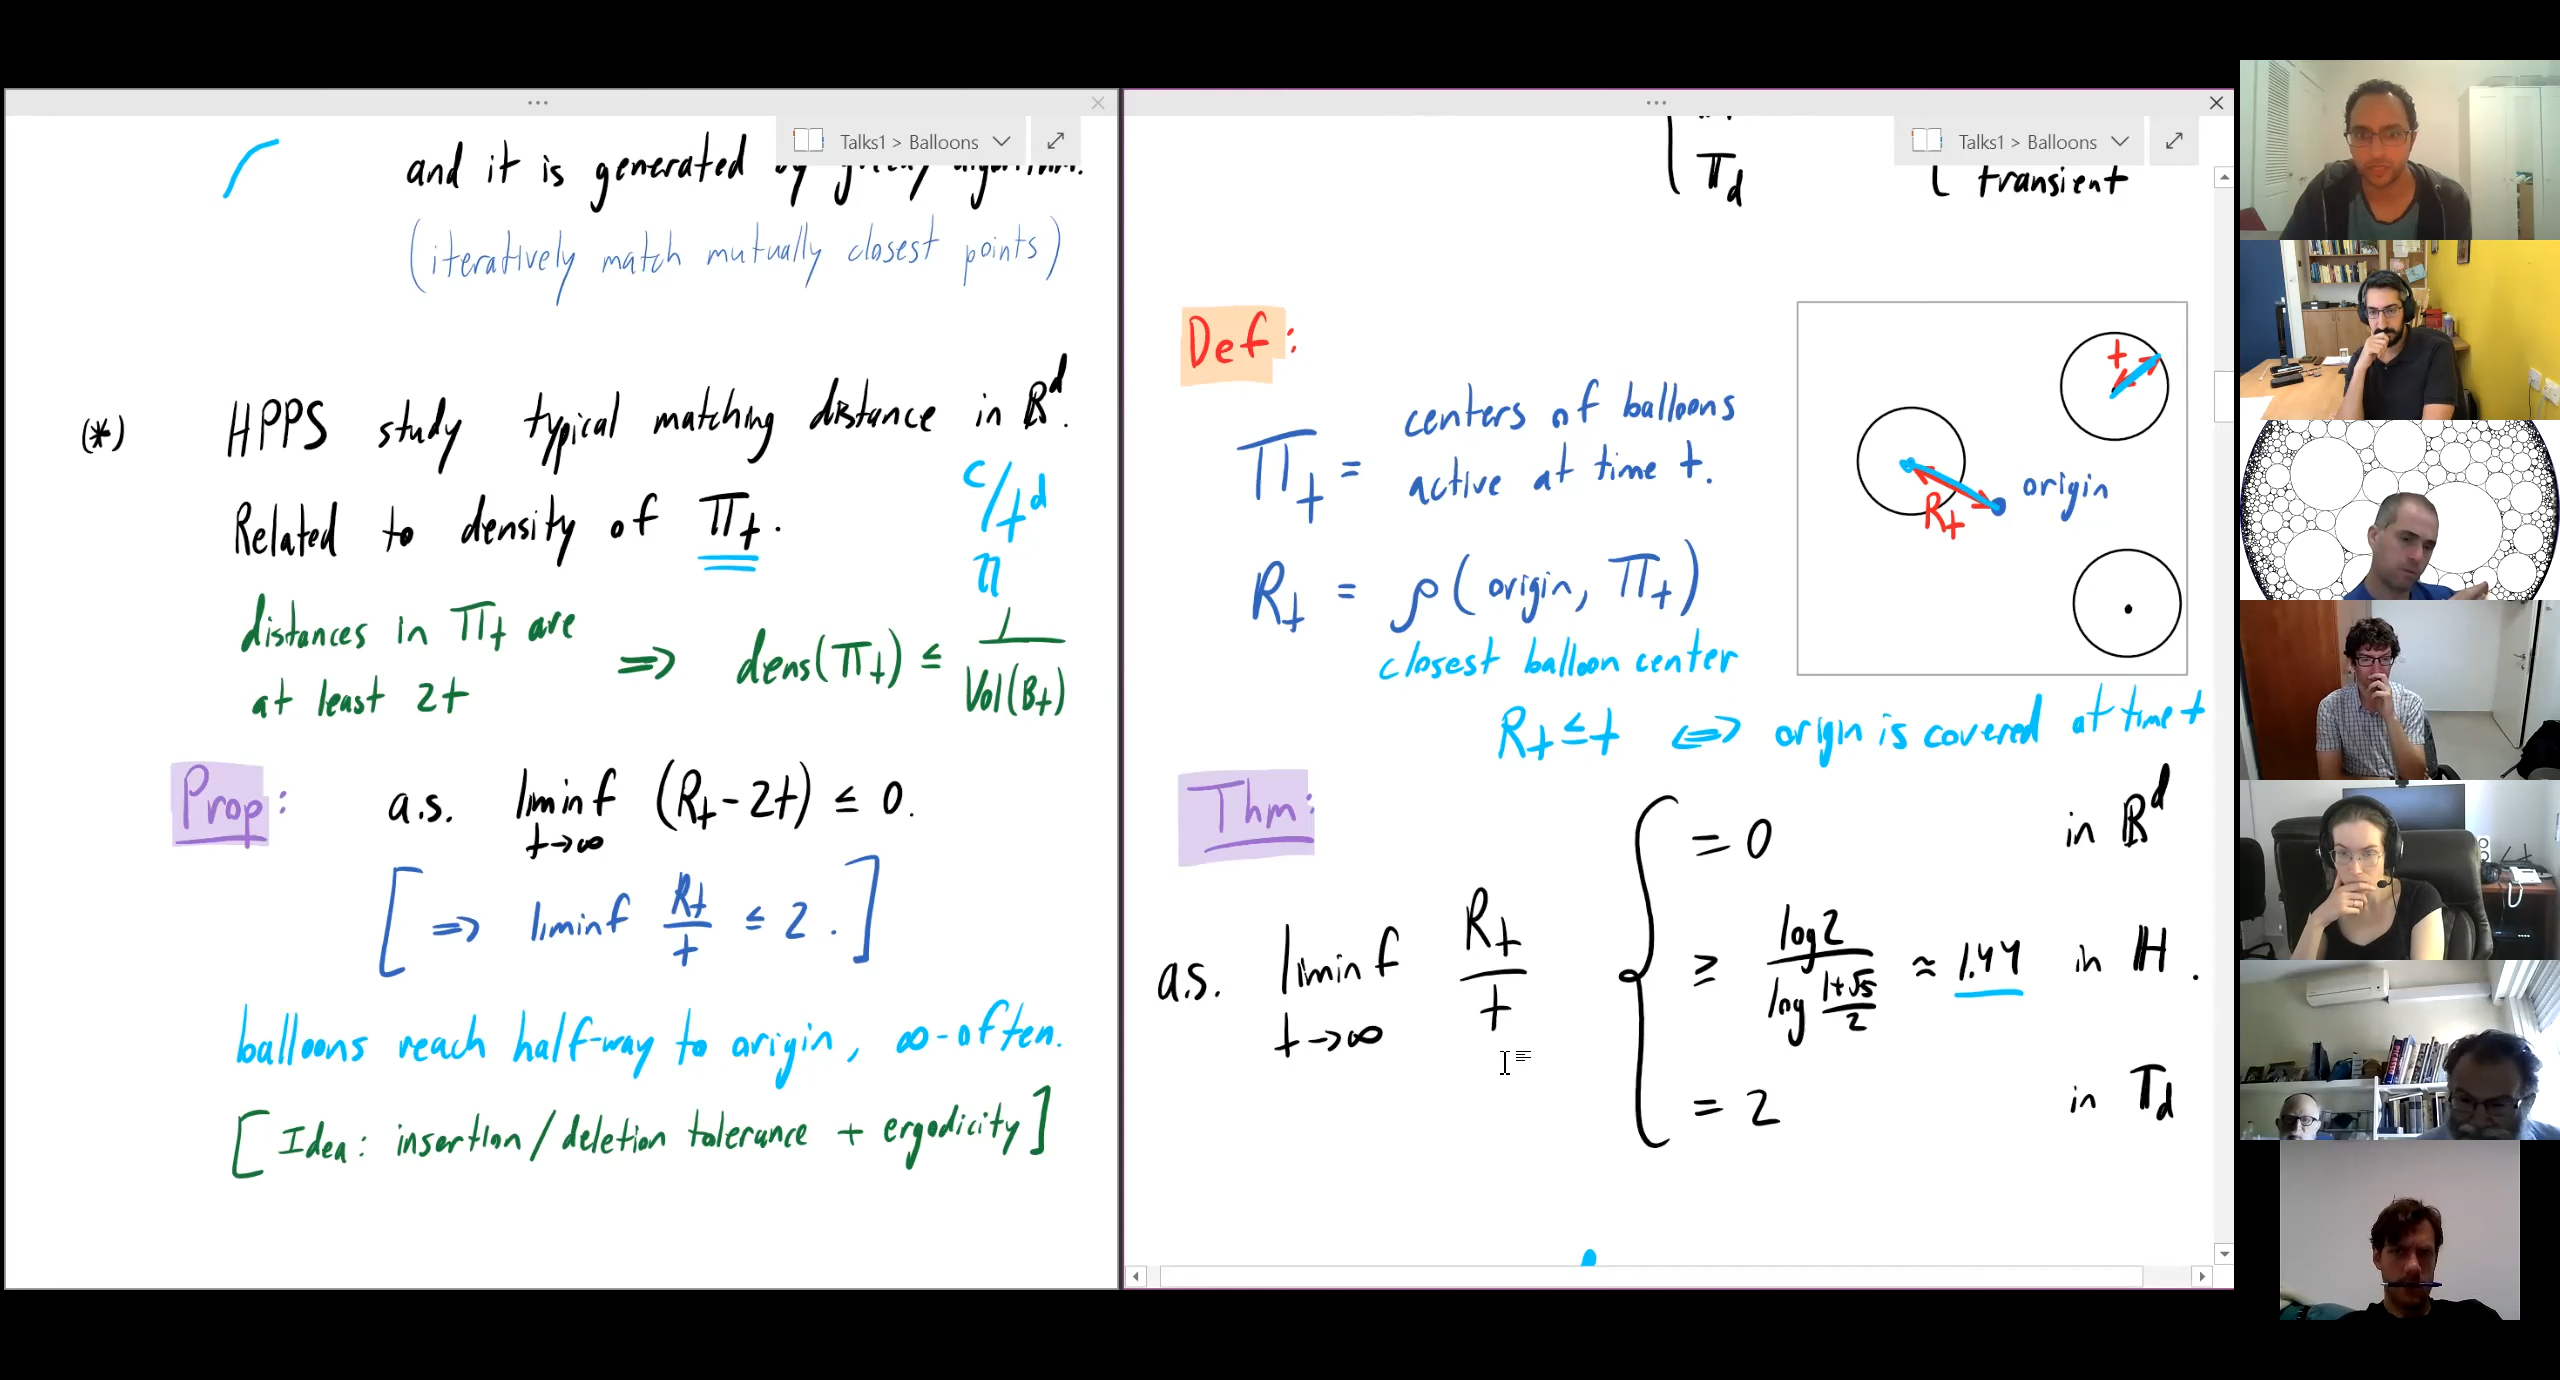 Talks1 > Balloons
and it is generated by greedy algorithm.
(iteratively match mutually closest points)
(*) HPPS study typical matching distance in ℝ^d.
Related to density of Π_t. c/t^d
π
distances in Π_t are at least 2t ⟹ dens(Π_t) ≤ 1/Vol(B_t)
Prop: a.s. liminf_{t→∞} (R_t - 2t) ≤ 0.
[ ⟹ liminf R_t/t ≤ 2. ]
balloons reach half-way to origin, ∞-often.
[Idea: insertion/deletion tolerance + ergodicity]
Talks1 > Balloons
𝕋_d transient
Def:
Π_t = centers of balloons
active at time t.
R_t = ρ(origin, Π_t)
closest balloon center
R_t ≤ t ⟺ origin is covered at time t
t
R_t
origin
Thm:
a.s. liminf_{t→∞} R_t/t
{ = 0 in ℝ^d
≥ log2 / log((1+√5)/2) ≈ 1.44 in ℍ.
= 2 in 𝕋_d